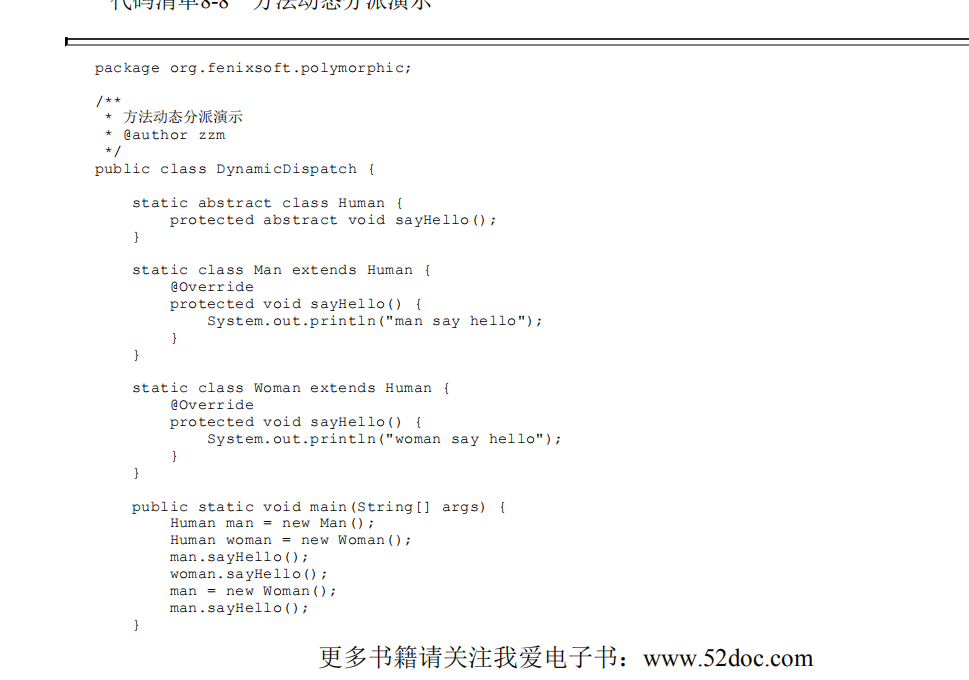 代码清单8-8 方法动态分派演示
package org.fenixsoft.polymorphic;
/**
 * 方法动态分派演示
 * @author zzm
 */
public class DynamicDispatch {
    static abstract class Human {
        protected abstract void sayHello();
    }
    static class Man extends Human {
        @Override
        protected void sayHello() {
            System.out.println("man say hello");
        }
    }
    static class Woman extends Human {
        @Override
        protected void sayHello() {
            System.out.println("woman say hello");
        }
    }
    public static void main(String[] args) {
        Human man = new Man();
        Human woman = new Woman();
        man.sayHello();
        woman.sayHello();
        man = new Woman();
        man.sayHello();
    }
更多书籍请关注我爱电子书：www.52doc.com